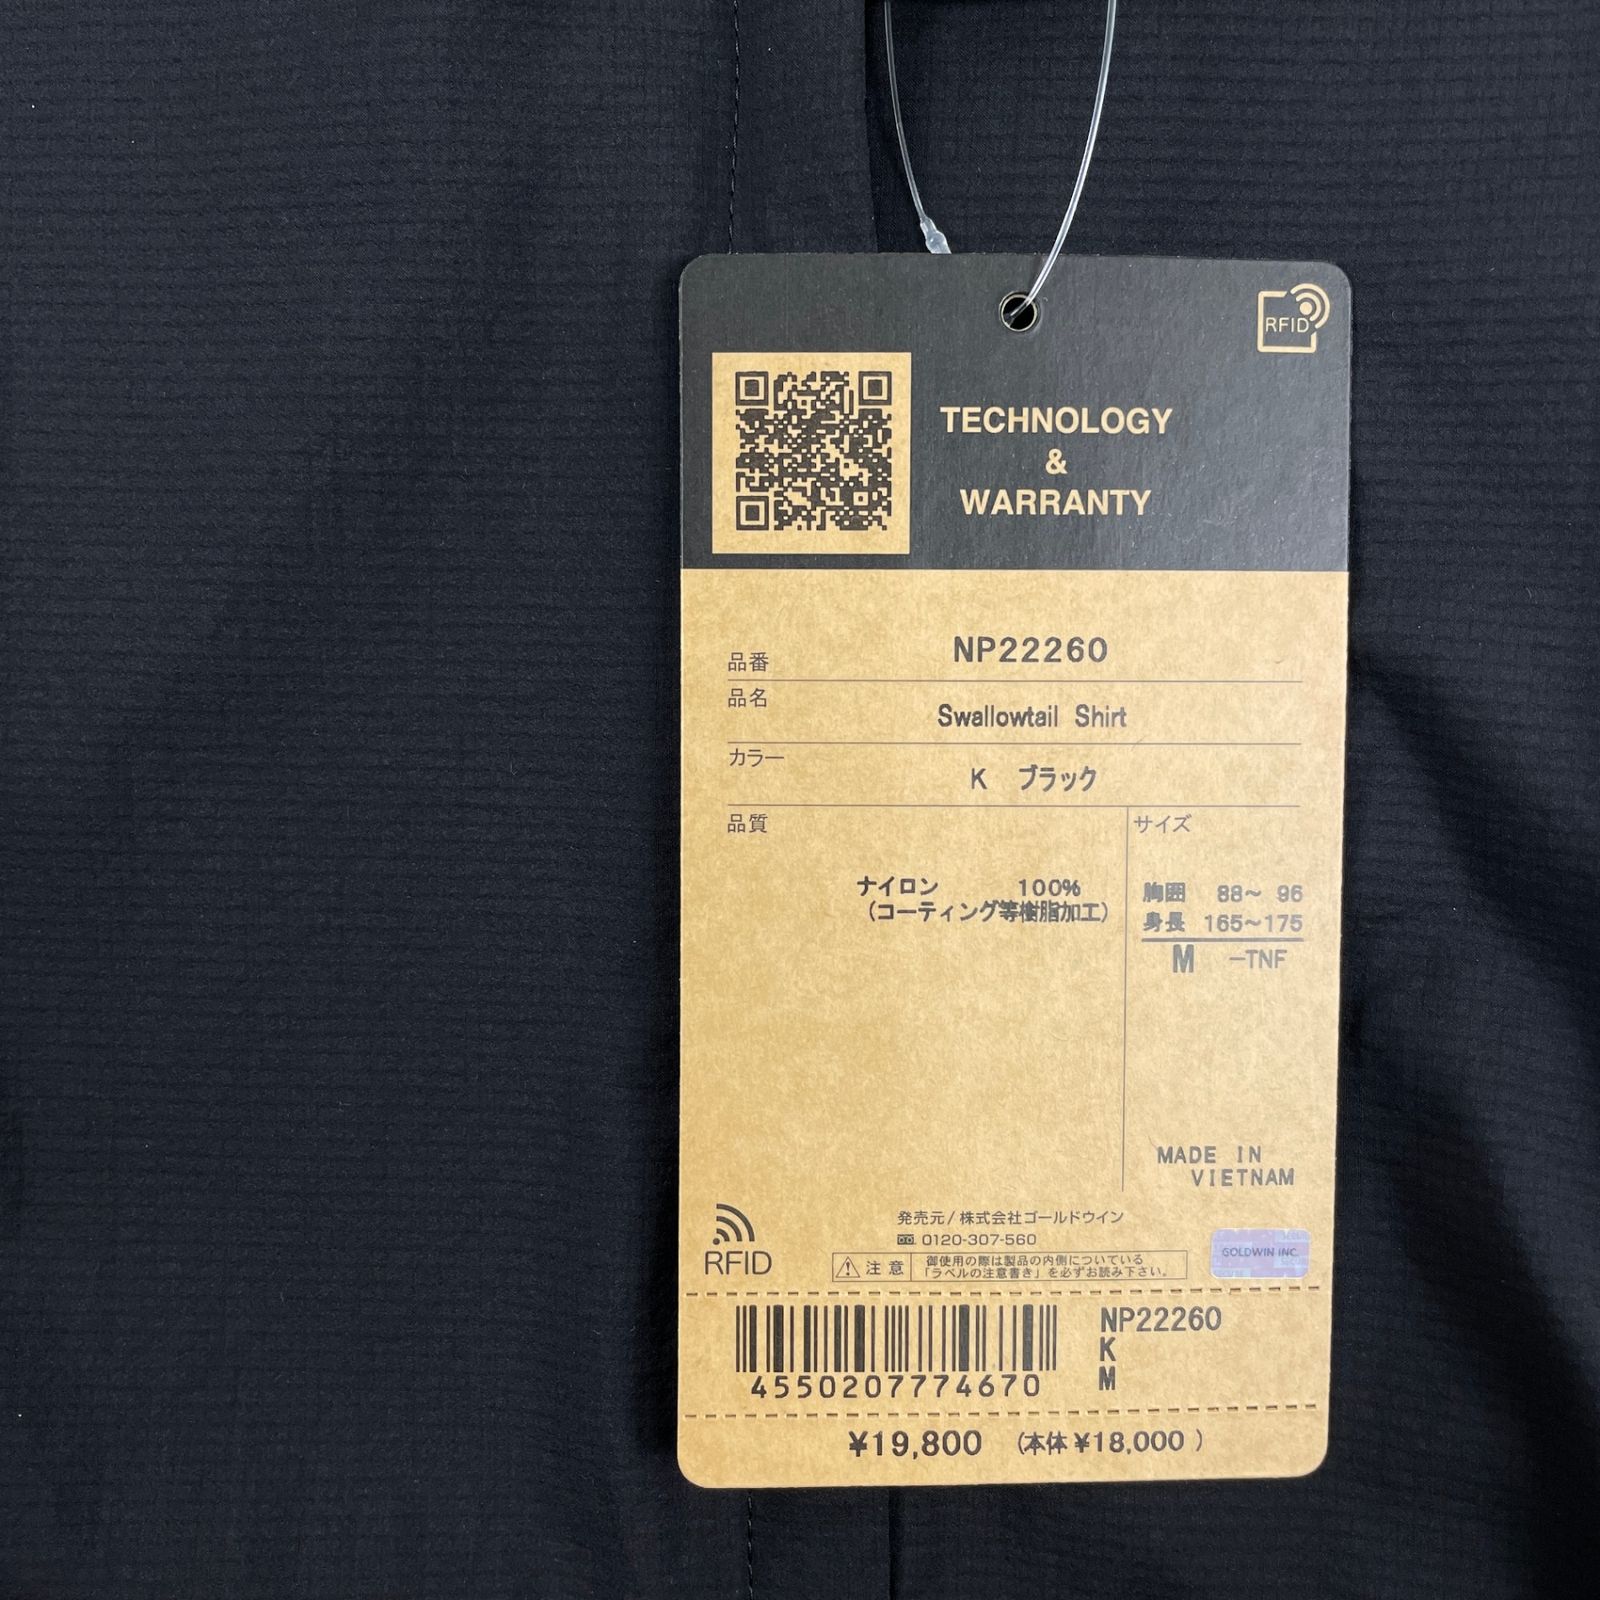 RFID
TECHNOLOGY
&
WARRANTY
品番 NP22260
品名 Swallowtail Shirt
カラー K ブラック
品質
ナイロン 100%
(コーティング等樹脂加工)
サイズ
胸囲 88~ 96
身長 165~175
M -TNF
MADE IN
VIETNAM
RFID
発売元/株式会社ゴールドウイン
0120-307-560
注意 御使用の際は製品の内側についている
「ラベルの注意書き」を必ずお読み下さい。
GOLDWIN INC.
4550207774670
NP22260
K
M
¥19,800 (本体¥18,000)